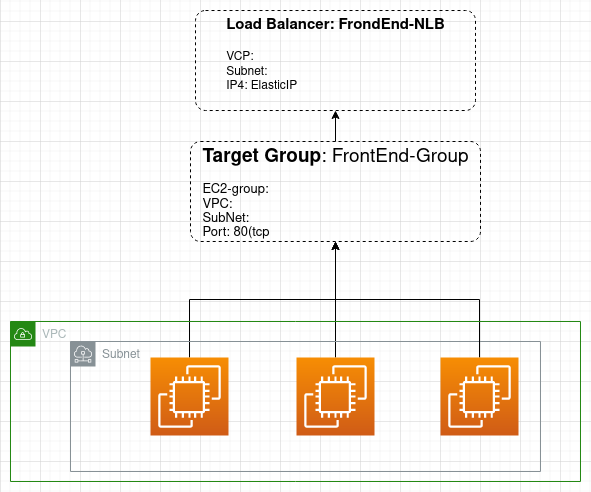 Load Balancer: FrondEnd-NLB
VCP:
Subnet:
IP4: ElasticIP
Target Group: FrontEnd-Group
EC2-group:
VPC:
SubNet:
Port: 80(tcp
VPC
Subnet